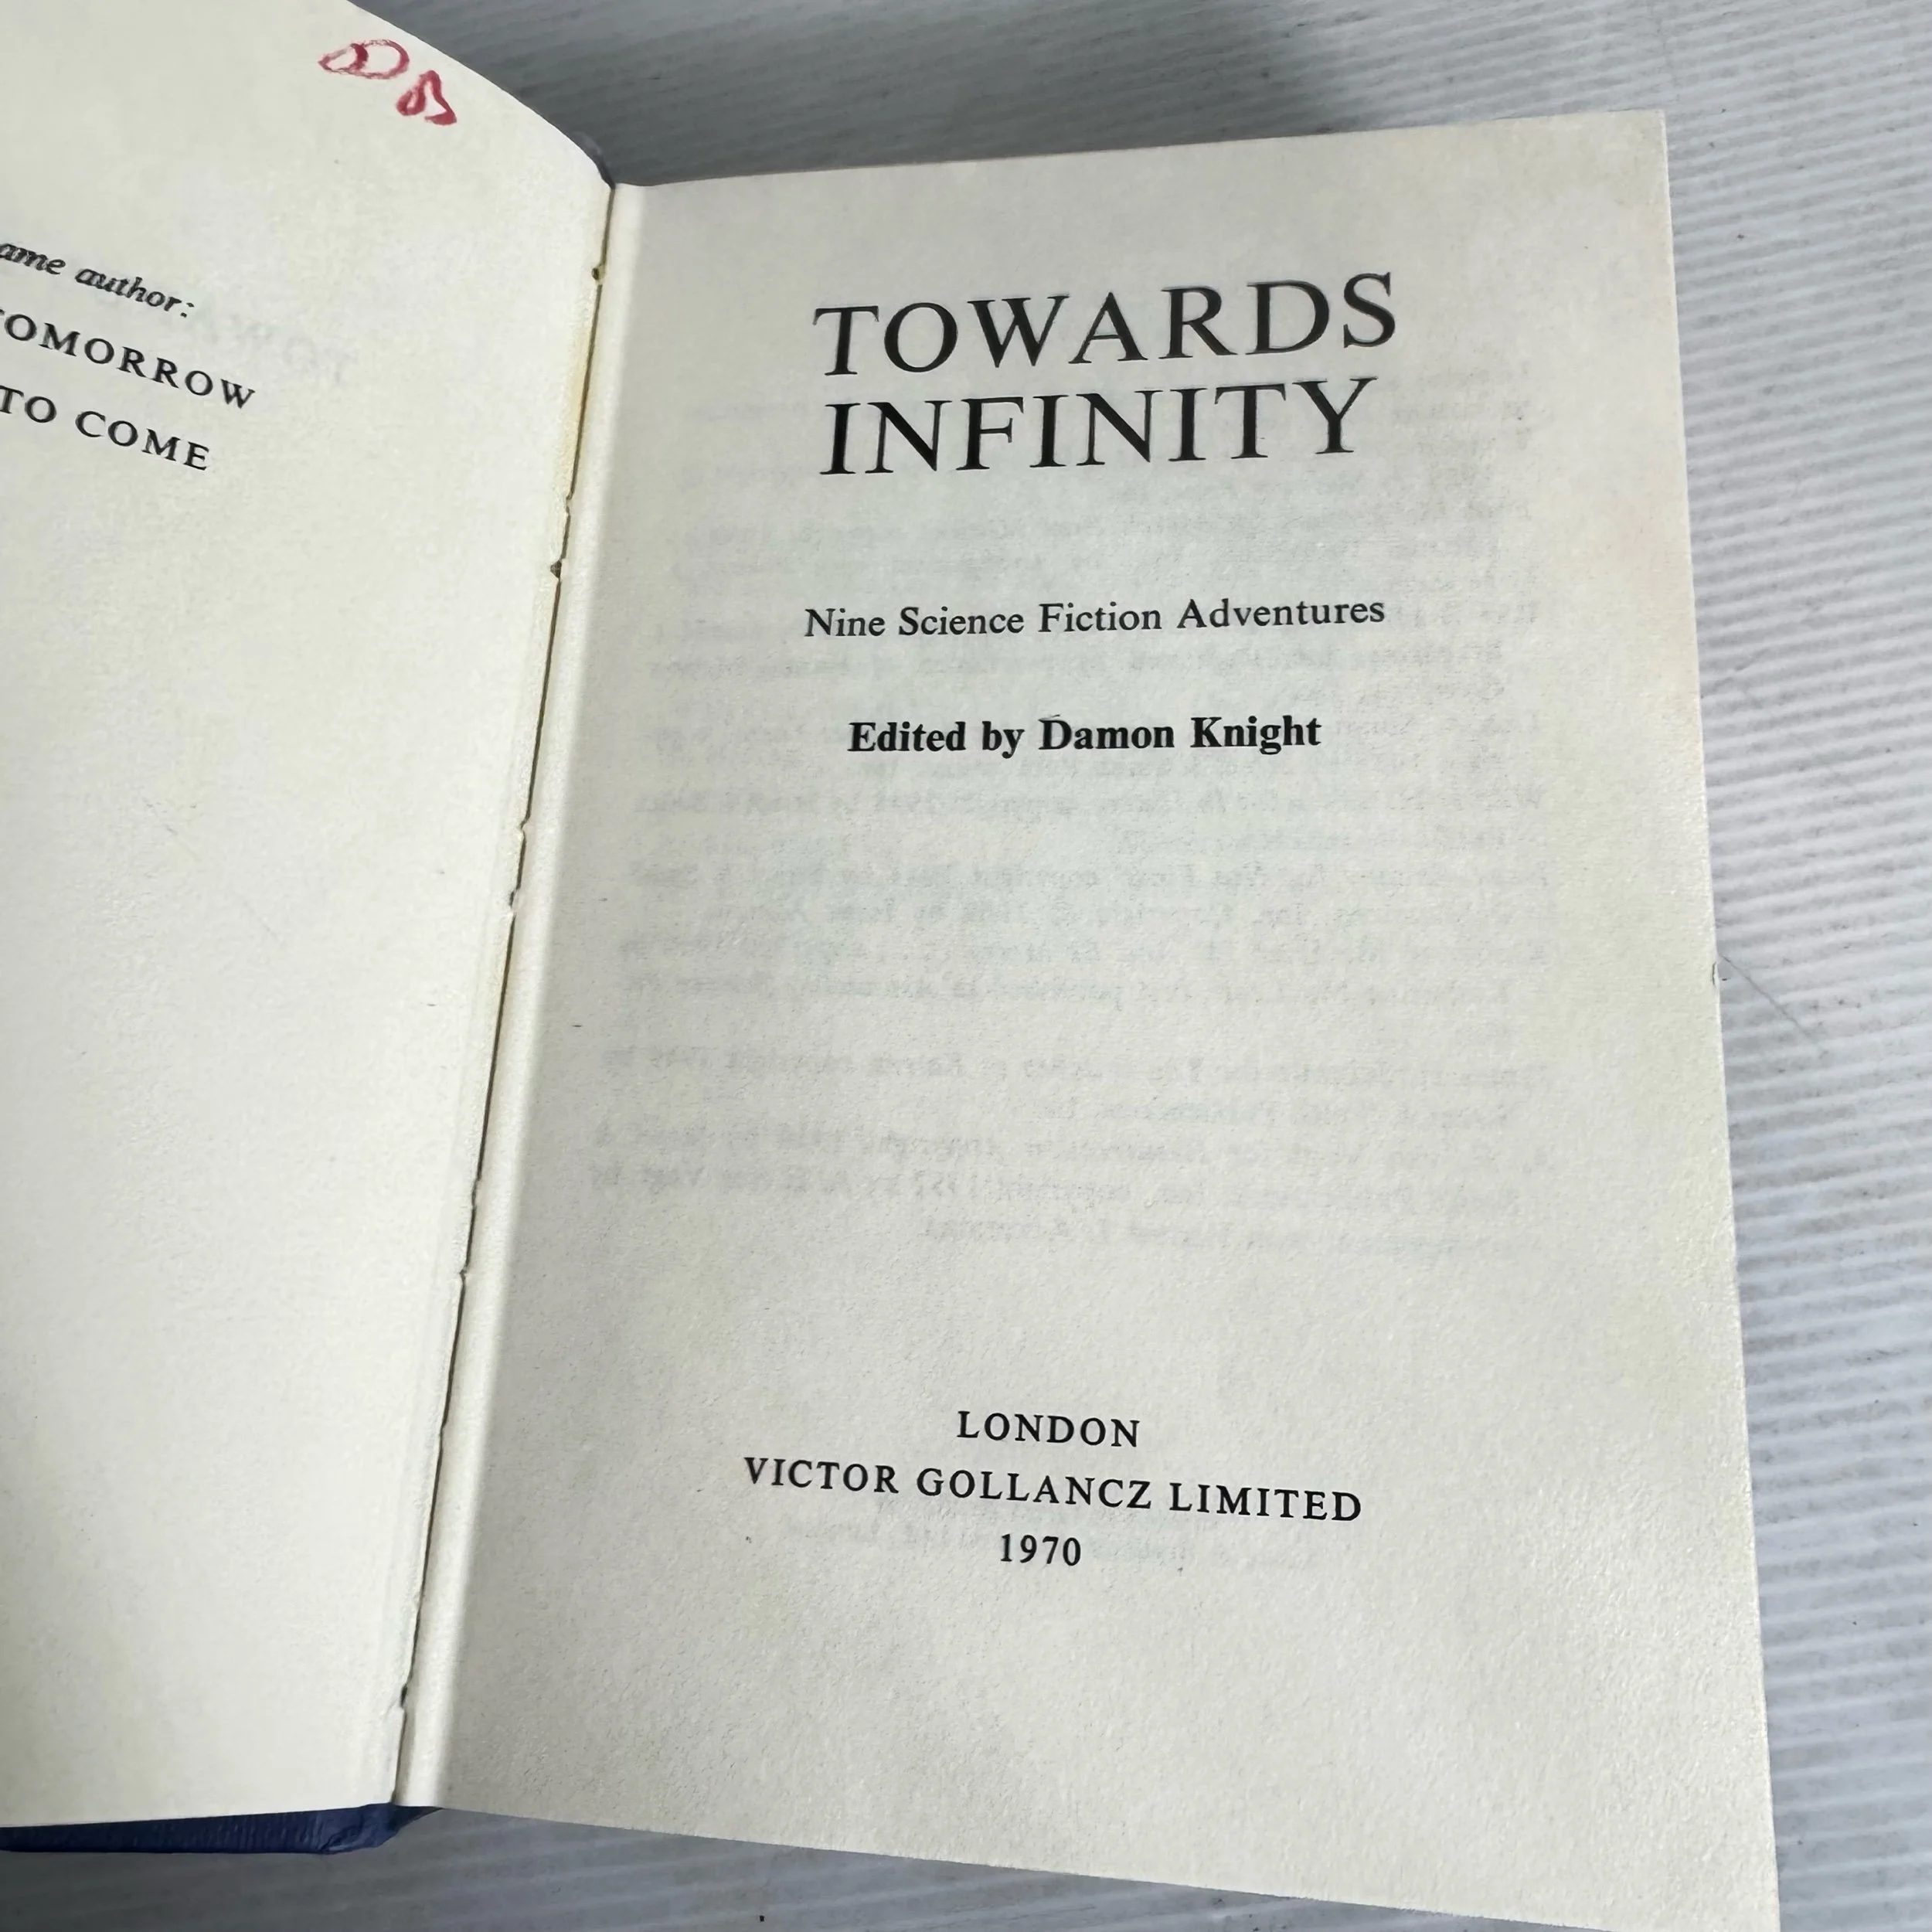 ame author:
TOMORROW
TO COME
TOWARDS
INFINITY
Nine Science Fiction Adventures
Edited by Damon Knight
LONDON
VICTOR GOLLANCZ LIMITED
1970